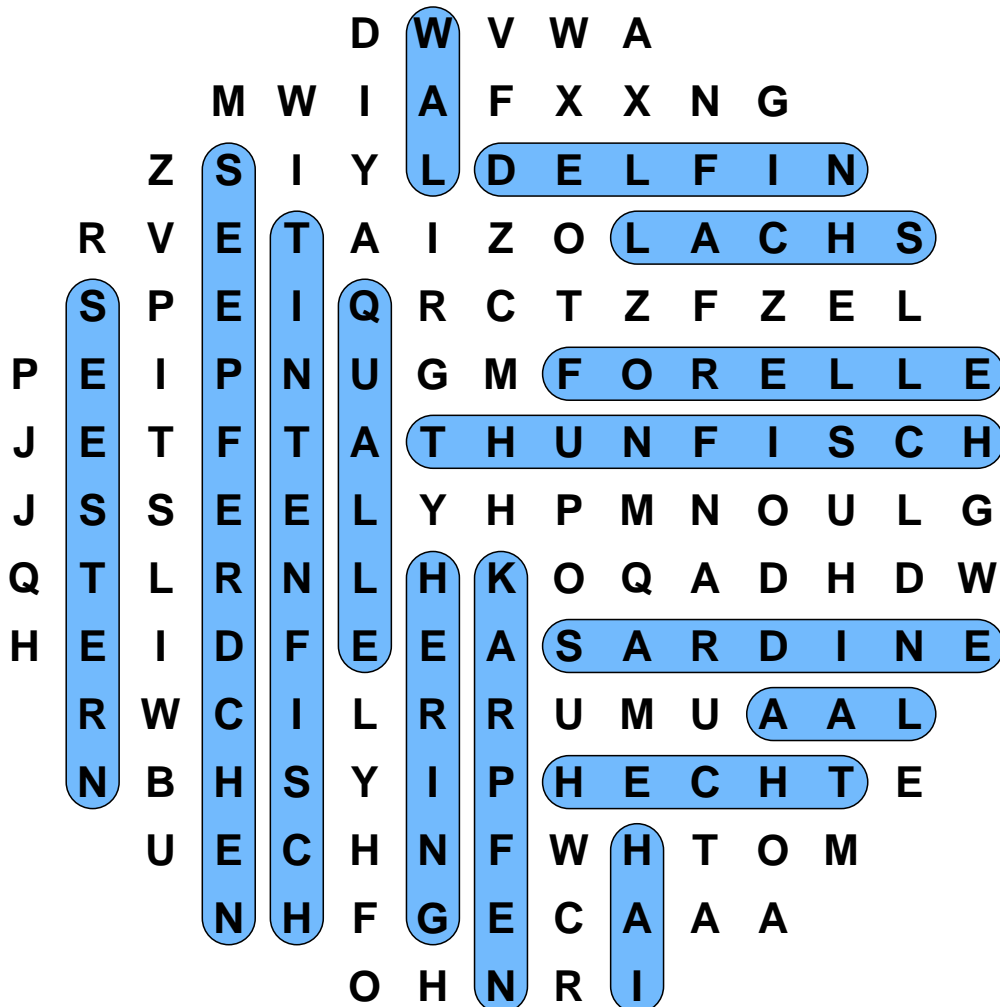 D W V W A
M W I A F X X N G
Z S I Y L D E L F I N
R V E T A I Z O L A C H S
S P E I Q R C T Z F Z E L
P E I P N U G M F O R E L L E
J E T F T A T H U N F I S C H
J S S E E L Y H P M N O U L G
Q T L R N L H K O Q A D H D W
H E I D F E E A S A R D I N E
R W C I L R R U M U A A L
N B H S Y I P H E C H T E
U E C H N F W H T O M
N H F G E C A A A
O H N R I